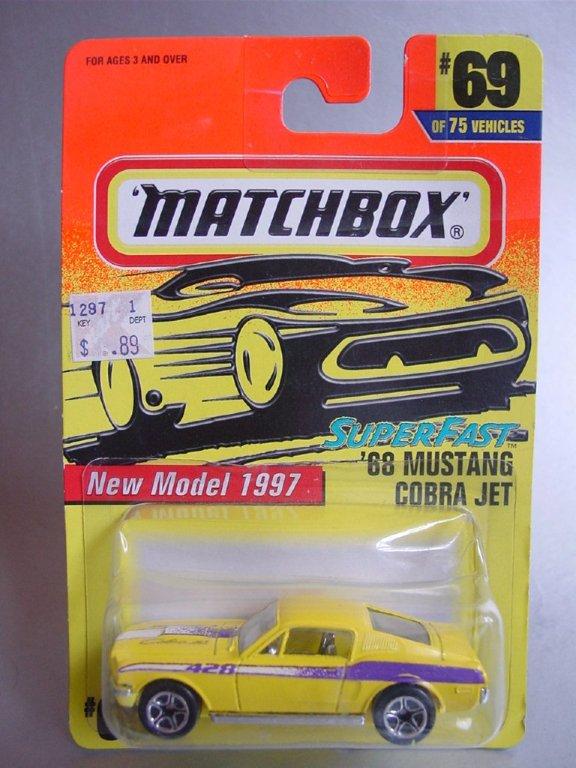 FOR AGES 3 AND OVER
#69
OF 75 VEHICLES
'MATCHBOX'®
1297 1
KEY DEPT
$ .89
SUPERFAST™
'68 MUSTANG
COBRA JET
New Model 1997
428